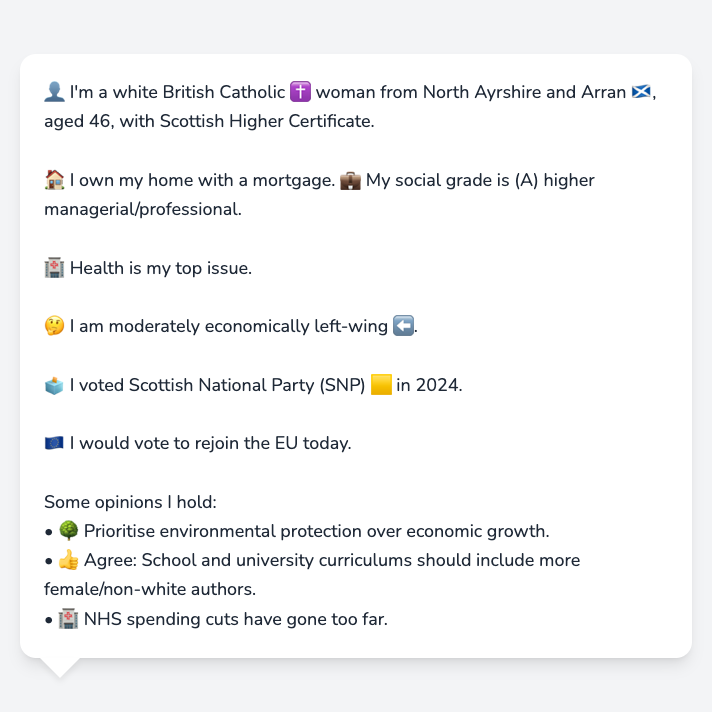 👤 I'm a white British Catholic ✝️ woman from North Ayrshire and Arran 🏴󠁧󠁢󠁳󠁣󠁴󠁿,
aged 46, with Scottish Higher Certificate.
🏠 I own my home with a mortgage. 💼 My social grade is (A) higher
managerial/professional.
🏥 Health is my top issue.
🤔 I am moderately economically left-wing ⬅️.
🗳️ I voted Scottish National Party (SNP) 🟨 in 2024.
🇪🇺 I would vote to rejoin the EU today.
Some opinions I hold:
• 🌳 Prioritise environmental protection over economic growth.
• 👍 Agree: School and university curriculums should include more
female/non-white authors.
• 🏥 NHS spending cuts have gone too far.